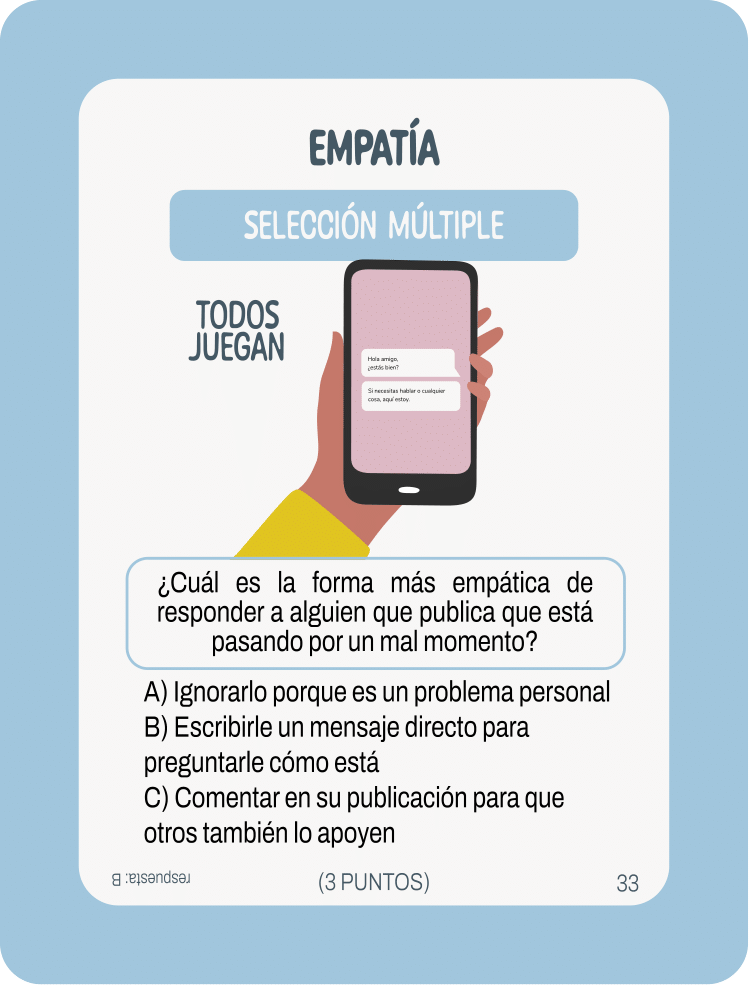 EMPATÍA
SELECCIÓN MÚLTIPLE
TODOS
JUEGAN
Hola amigo,
¿estás bien?
Si necesitas hablar o cualquier
cosa, aquí estoy.
¿Cuál es la forma más empática de
responder a alguien que publica que está
pasando por un mal momento?
A) Ignorarlo porque es un problema personal
B) Escribirle un mensaje directo para
preguntarle cómo está
C) Comentar en su publicación para que
otros también lo apoyen
respuesta: B
(3 PUNTOS)
33